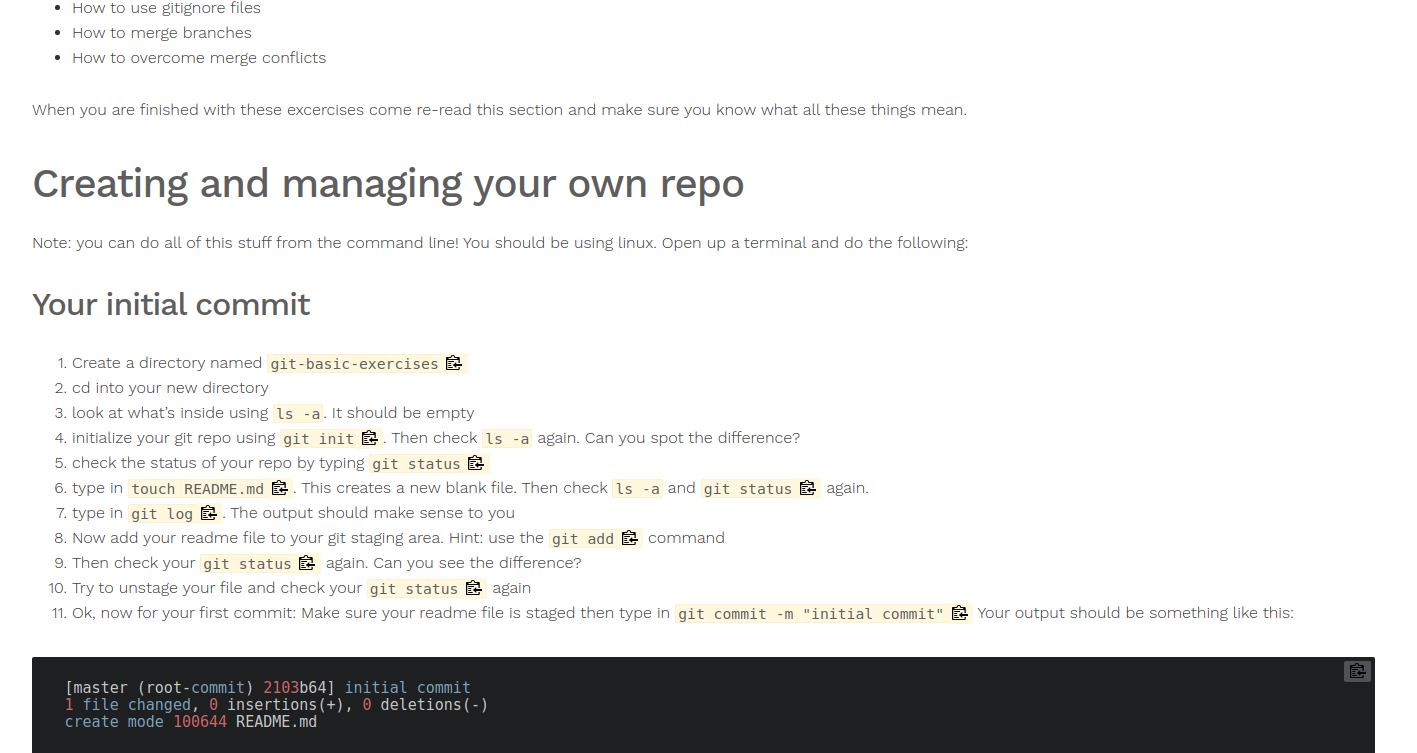 How to use gitignore files
How to merge branches
How to overcome merge conflicts
When you are finished with these excercises come re-read this section and make sure you know what all these things mean.
Creating and managing your own repo
Note: you can do all of this stuff from the command line! You should be using linux. Open up a terminal and do the following:
Your initial commit
1. Create a directory named git-basic-exercises
2. cd into your new directory
3. look at what’s inside using ls -a. It should be empty
4. initialize your git repo using git init. Then check ls -a again. Can you spot the difference?
5. check the status of your repo by typing git status
6. type in touch README.md. This creates a new blank file. Then check ls -a and git status again.
7. type in git log. The output should make sense to you
8. Now add your readme file to your git staging area. Hint: use the git add command
9. Then check your git status again. Can you see the difference?
10. Try to unstage your file and check your git status again
11. Ok, now for your first commit: Make sure your readme file is staged then type in git commit -m "initial commit" Your output should be something like this:
[master (root-commit) 2103b64] initial commit
1 file changed, 0 insertions(+), 0 deletions(-)
create mode 100644 README.md